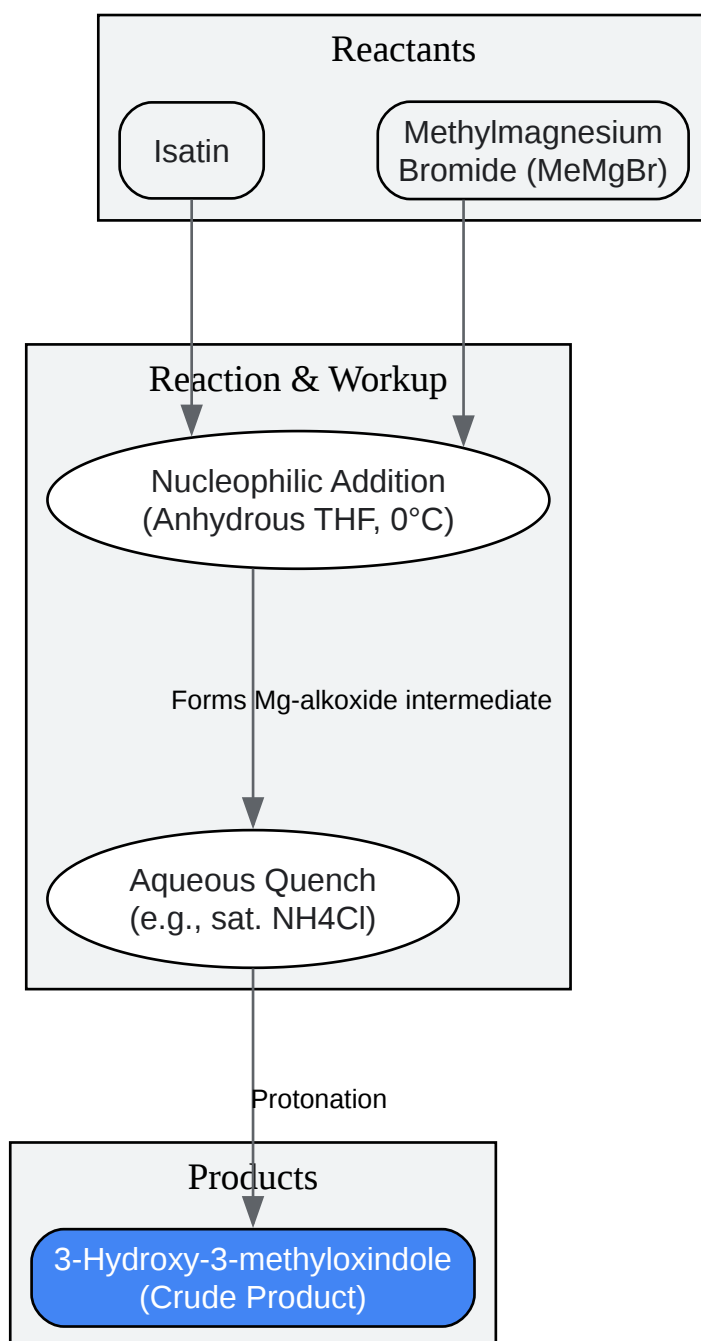 Reactants
Isatin
Methylmagnesium
Bromide (MeMgBr)
Reaction & Workup
Nucleophilic Addition
(Anhydrous THF, 0°C)
Forms Mg-alkoxide intermediate
Aqueous Quench
(e.g., sat. NH4Cl)
Protonation
Products
3-Hydroxy-3-methyloxindole
(Crude Product)